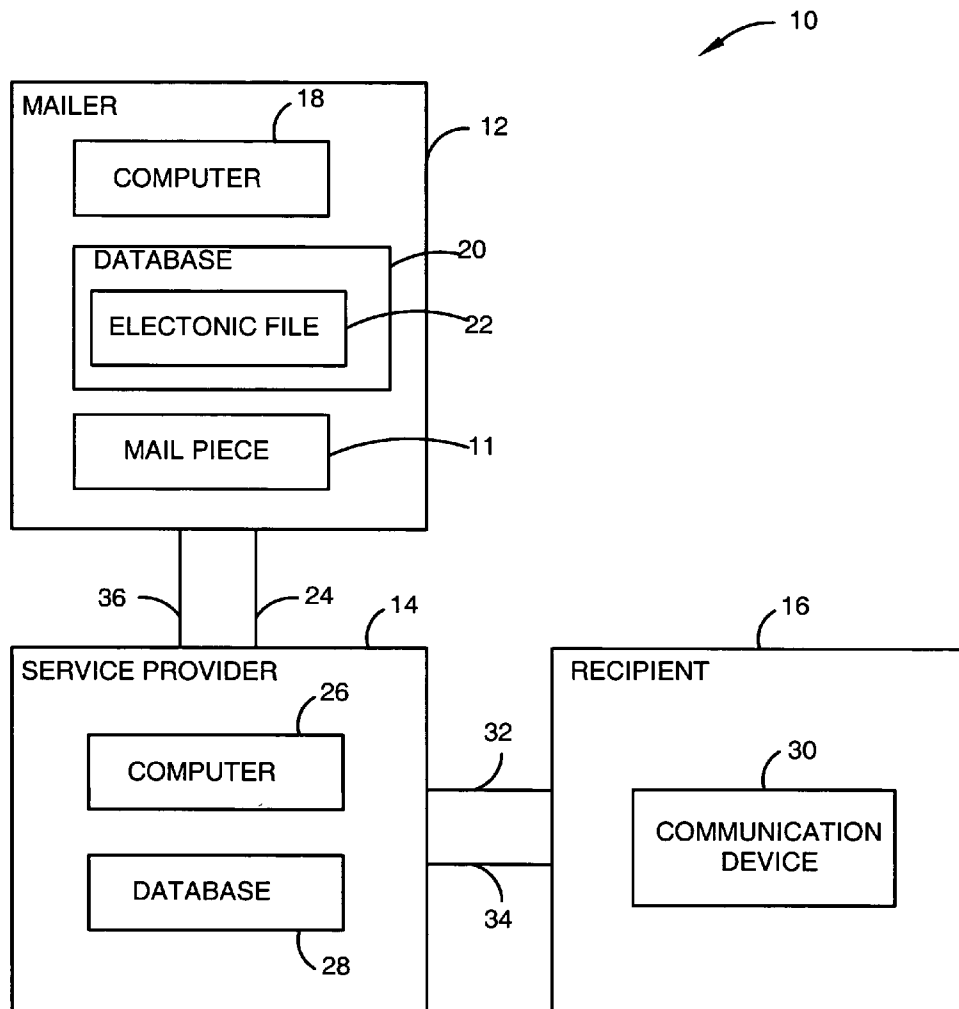 10
MAILER
18
12
COMPUTER
20
DATABASE
ELECTONIC FILE
22
MAIL PIECE
11
36
24
14
16
SERVICE PROVIDER
RECIPIENT
26
32
30
COMPUTER
COMMUNICATION
DEVICE
DATABASE
34
28